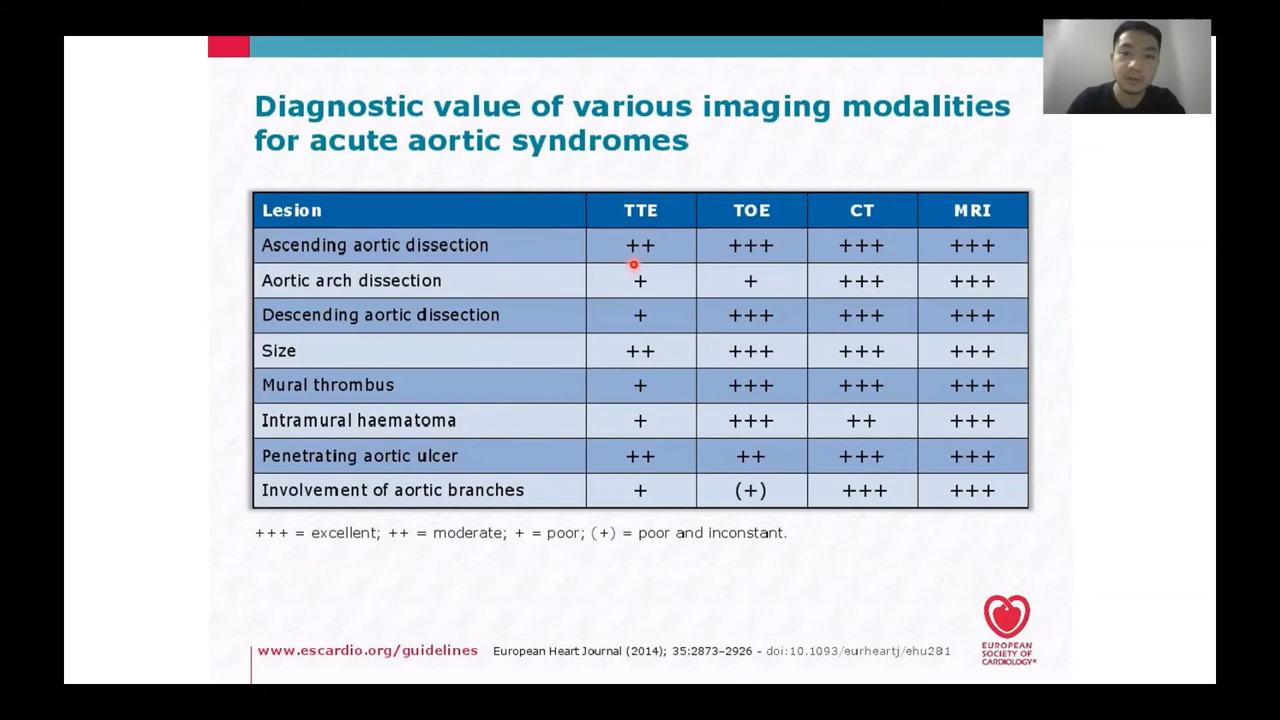 Diagnostic value of various imaging modalities
for acute aortic syndromes
Lesion TTE TOE CT MRI
Ascending aortic dissection ++ +++ +++ +++
Aortic arch dissection + + +++ +++
Descending aortic dissection + +++ +++ +++
Size ++ +++ +++ +++
Mural thrombus + +++ +++ +++
Intramural haematoma + +++ ++ +++
Penetrating aortic ulcer ++ ++ +++ +++
Involvement of aortic branches + (+) +++ +++
+++ = excellent; ++ = moderate; + = poor; (+) = poor and inconstant.
www.escardio.org/guidelines European Heart Journal (2014); 35:2873–2926 - doi:10.1093/eurheartj/ehu281
EUROPEAN
SOCIETY OF
CARDIOLOGY®